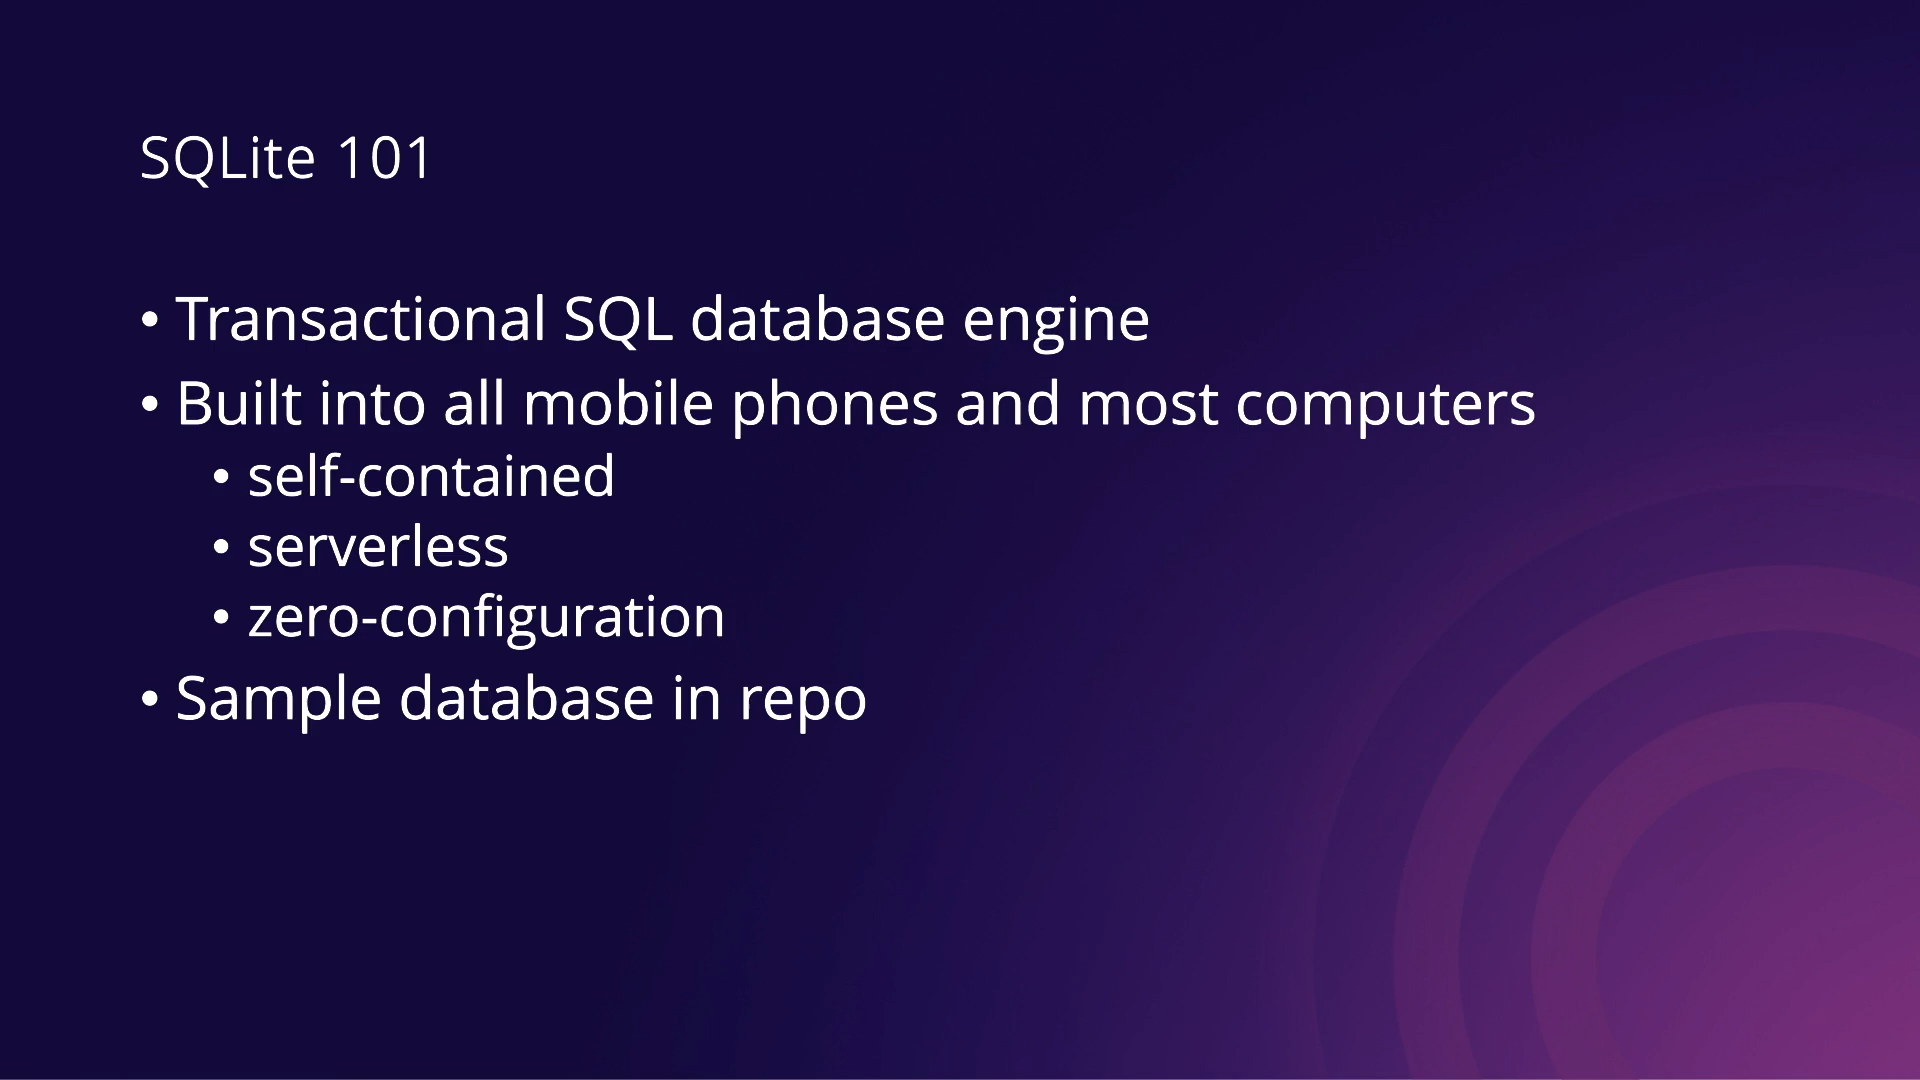 SQLite 101
• Transactional SQL database engine
• Built into all mobile phones and most computers
• self-contained
• serverless
• zero-configuration
• Sample database in repo